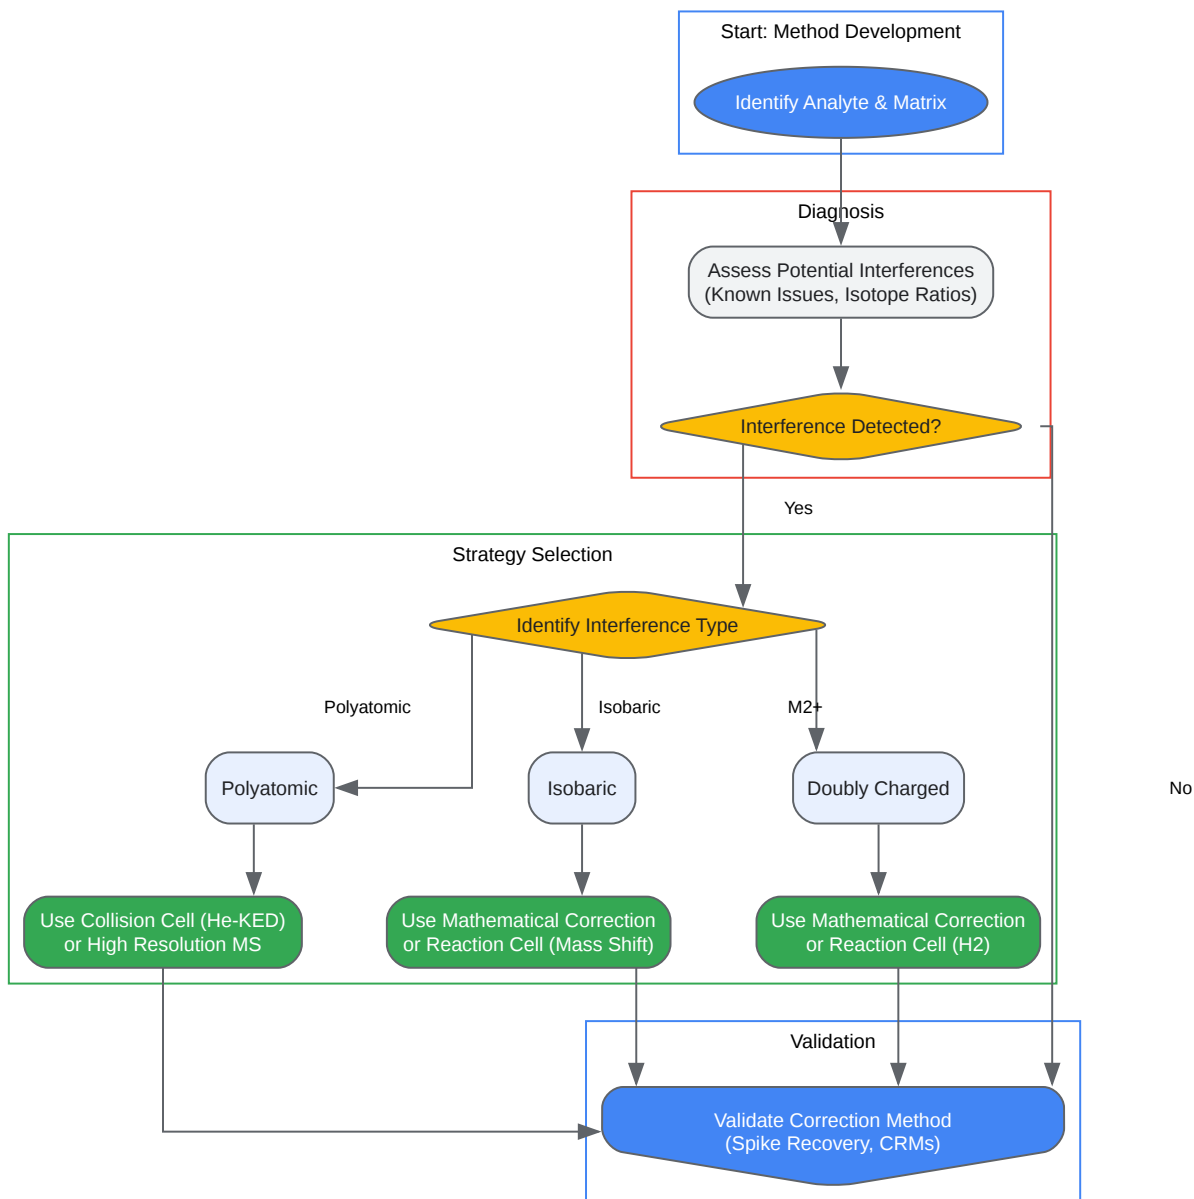 Start: Method Development
Identify Analyte & Matrix
Diagnosis
Assess Potential Interferences
(Known Issues, Isotope Ratios)
Interference Detected?
Yes
Strategy Selection
Identify Interference Type
Polyatomic
Isobaric
M2+
Polyatomic
Isobaric
Doubly Charged
No
Use Collision Cell (He-KED)
or High Resolution MS
Use Mathematical Correction
or Reaction Cell (Mass Shift)
Use Mathematical Correction
or Reaction Cell (H2)
Validation
Validate Correction Method
(Spike Recovery, CRMs)